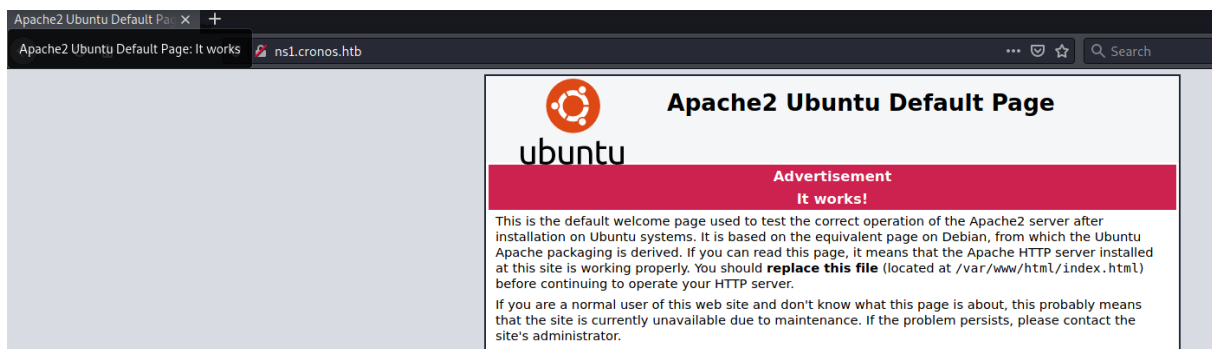 Apache2 Ubuntu Default Pag
Apache2 Ubuntu Default Page: It works
ns1.cronos.htb
Search
Apache2 Ubuntu Default Page
ubuntu
Advertisement
It works!
This is the default welcome page used to test the correct operation of the Apache2 server after
installation on Ubuntu systems. It is based on the equivalent page on Debian, from which the Ubuntu
Apache packaging is derived. If you can read this page, it means that the Apache HTTP server installed
at this site is working properly. You should replace this file (located at /var/www/html/index.html)
before continuing to operate your HTTP server.
If you are a normal user of this web site and don't know what this page is about, this probably means
that the site is currently unavailable due to maintenance. If the problem persists, please contact the
site's administrator.